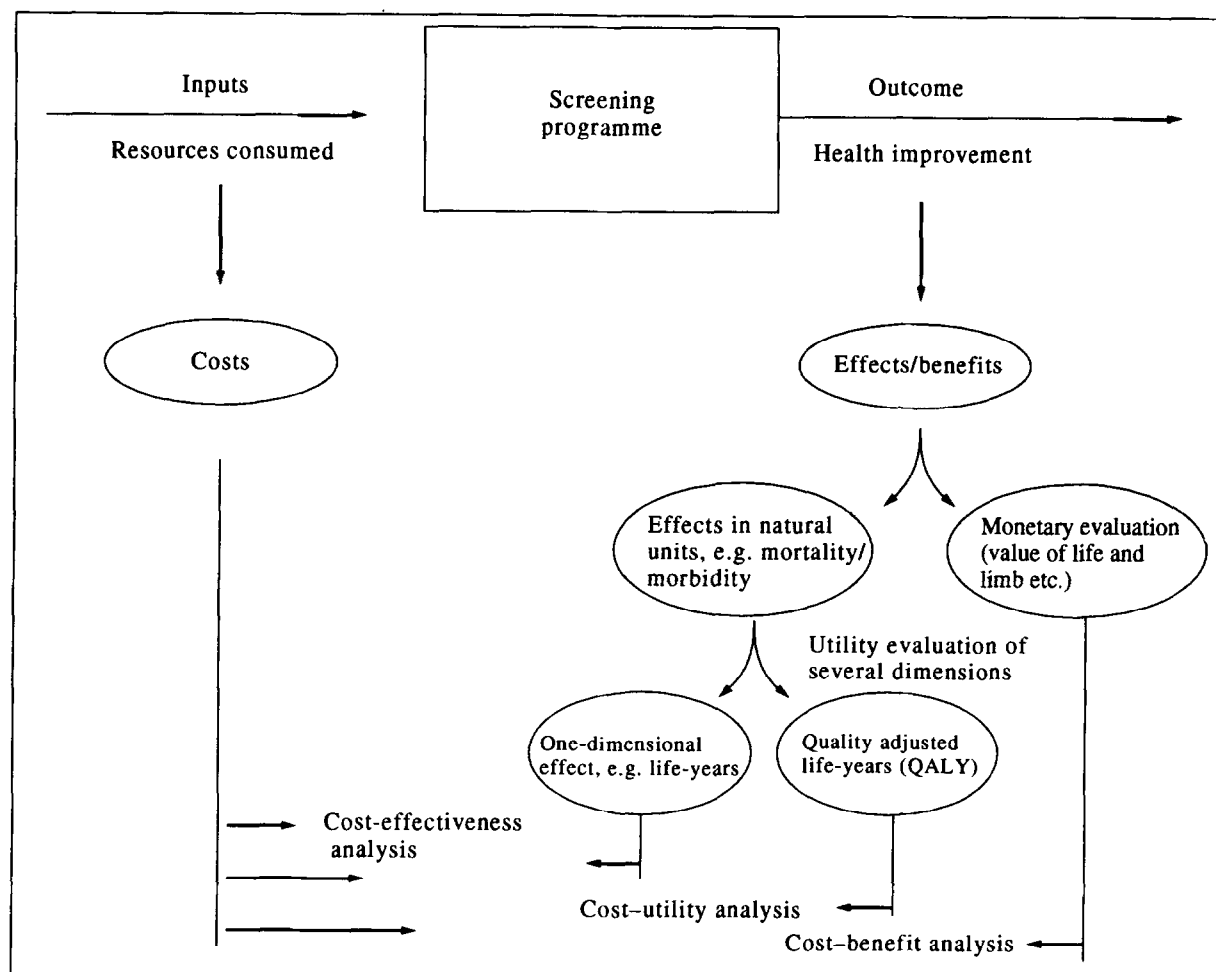 Inputs
Resources consumed
Screening
programme
Outcome
Health improvement
Costs
Effects/benefits
Effects in natural
units, e.g. mortality/
morbidity
Monetary evaluation
(value of life and
limb etc.)
Utility evaluation of
several dimensions
One-dimensional
effect, e.g. life-years
Quality adjusted
life-years (QALY)
Cost-effectiveness
analysis
Cost–utility analysis
Cost–benefit analysis